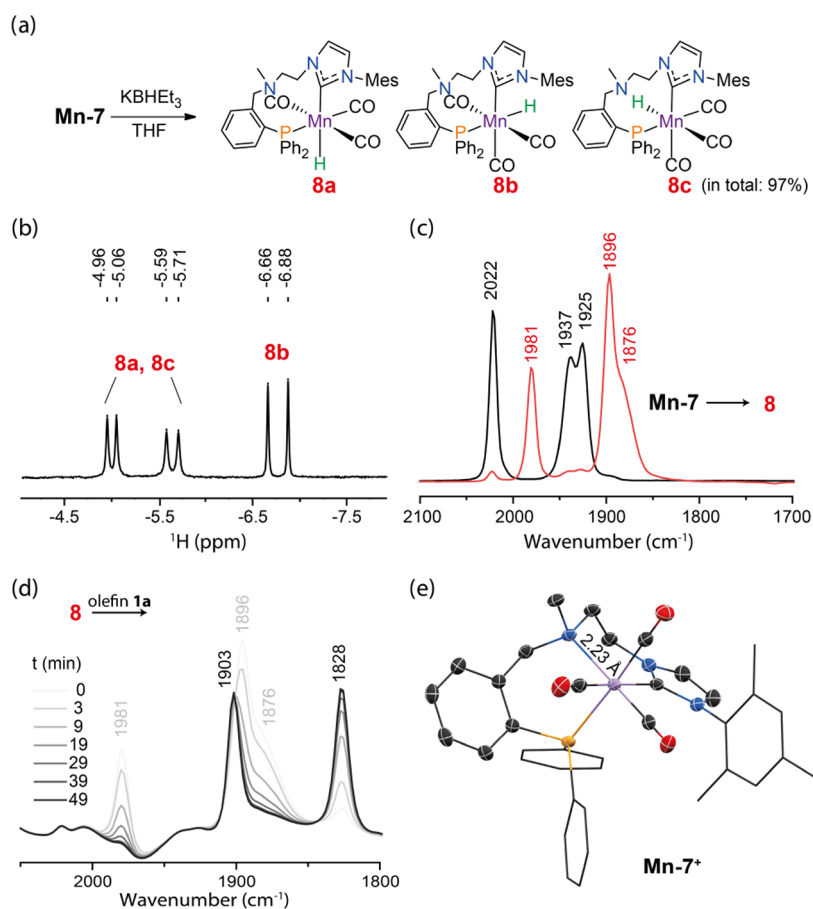 (a)
Mn-7
KBHEt3
THF
N
N
N
Mes
CO
CO
Mn
P
Ph2
CO
H
8a
N
N
N
Mes
CO
H
Mn
P
Ph2
CO
CO
8b
N
N
N
Mes
H
CO
Mn
P
Ph2
CO
CO
8c (in total: 97%)
(b)
-4.96
-5.06
-5.59
-5.71
-6.66
-6.88
8a, 8c
8b
-4.5 -5.5 -6.5 -7.5
1H (ppm)
(c)
2022
1981
1937
1925
1896
1876
Mn-7 → 8
2100 2000 1900 1800 1700
Wavenumber (cm-1)
(d)
8 olefin 1a
t (min)
0
3
9
19
29
39
49
1981
1903
1896
1876
1828
2000 1900 1800
Wavenumber (cm-1)
(e)
2.23 Å
Mn-7+